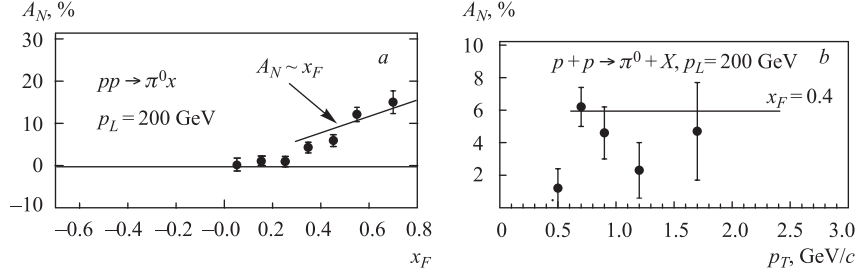 A_N, %
30
20
10
0
–10
–0.6 –0.4 –0.2 –0.0 0.2 0.4 0.6 0.8
x_F
pp → π⁰x
p_L = 200 GeV
A_N ~ x_F
a
A_N, %
10
8
6
4
2
0 0.5 1.0 1.5 2.0 2.5 3.0
p_T, GeV/c
p + p → π⁰ + X, p_L = 200 GeV
b
x_F = 0.4